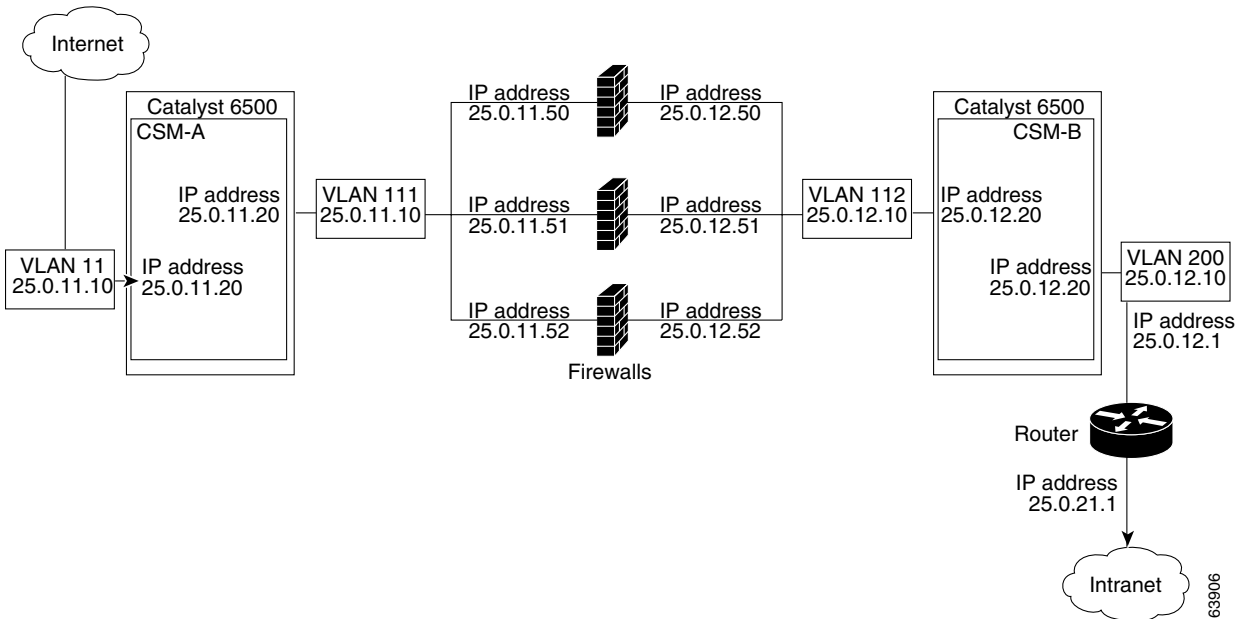 Internet
Catalyst 6500
CSM-A
IP address
25.0.11.20
IP address
25.0.11.20
VLAN 11
25.0.11.10
VLAN 111
25.0.11.10
IP address
25.0.11.50
IP address
25.0.12.50
IP address
25.0.11.51
IP address
25.0.12.51
IP address
25.0.11.52
IP address
25.0.12.52
Firewalls
VLAN 112
25.0.12.10
Catalyst 6500
CSM-B
IP address
25.0.12.20
IP address
25.0.12.20
VLAN 200
25.0.12.10
IP address
25.0.12.1
Router
IP address
25.0.21.1
Intranet
63906